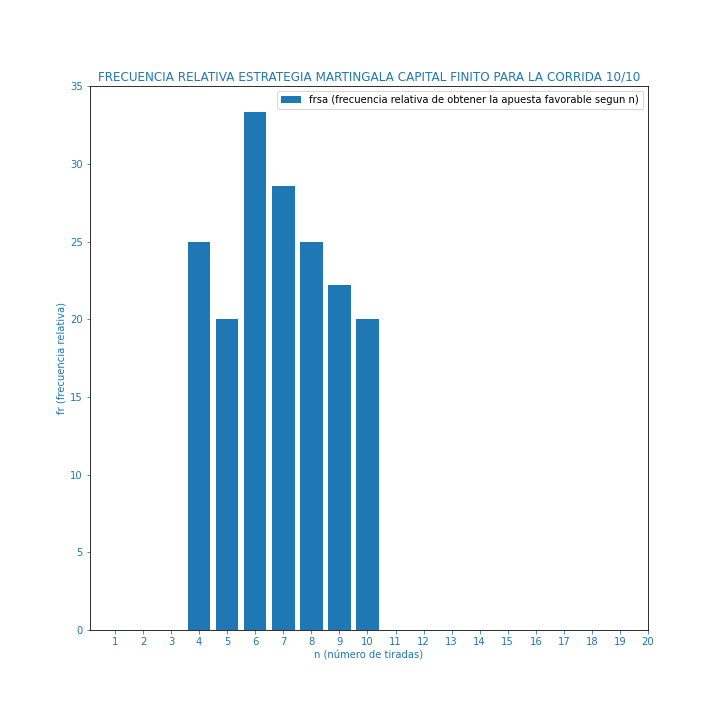 FRECUENCIA RELATIVA ESTRATEGIA MARTINGALA CAPITAL FINITO PARA LA CORRIDA 10/10
frsa (frecuencia relativa de obtener la apuesta favorable segun n)
35
30
25
20
15
10
5
0
fr (frecuencia relativa)
1 2 3 4 5 6 7 8 9 10 11 12 13 14 15 16 17 18 19 20
n (número de tiradas)